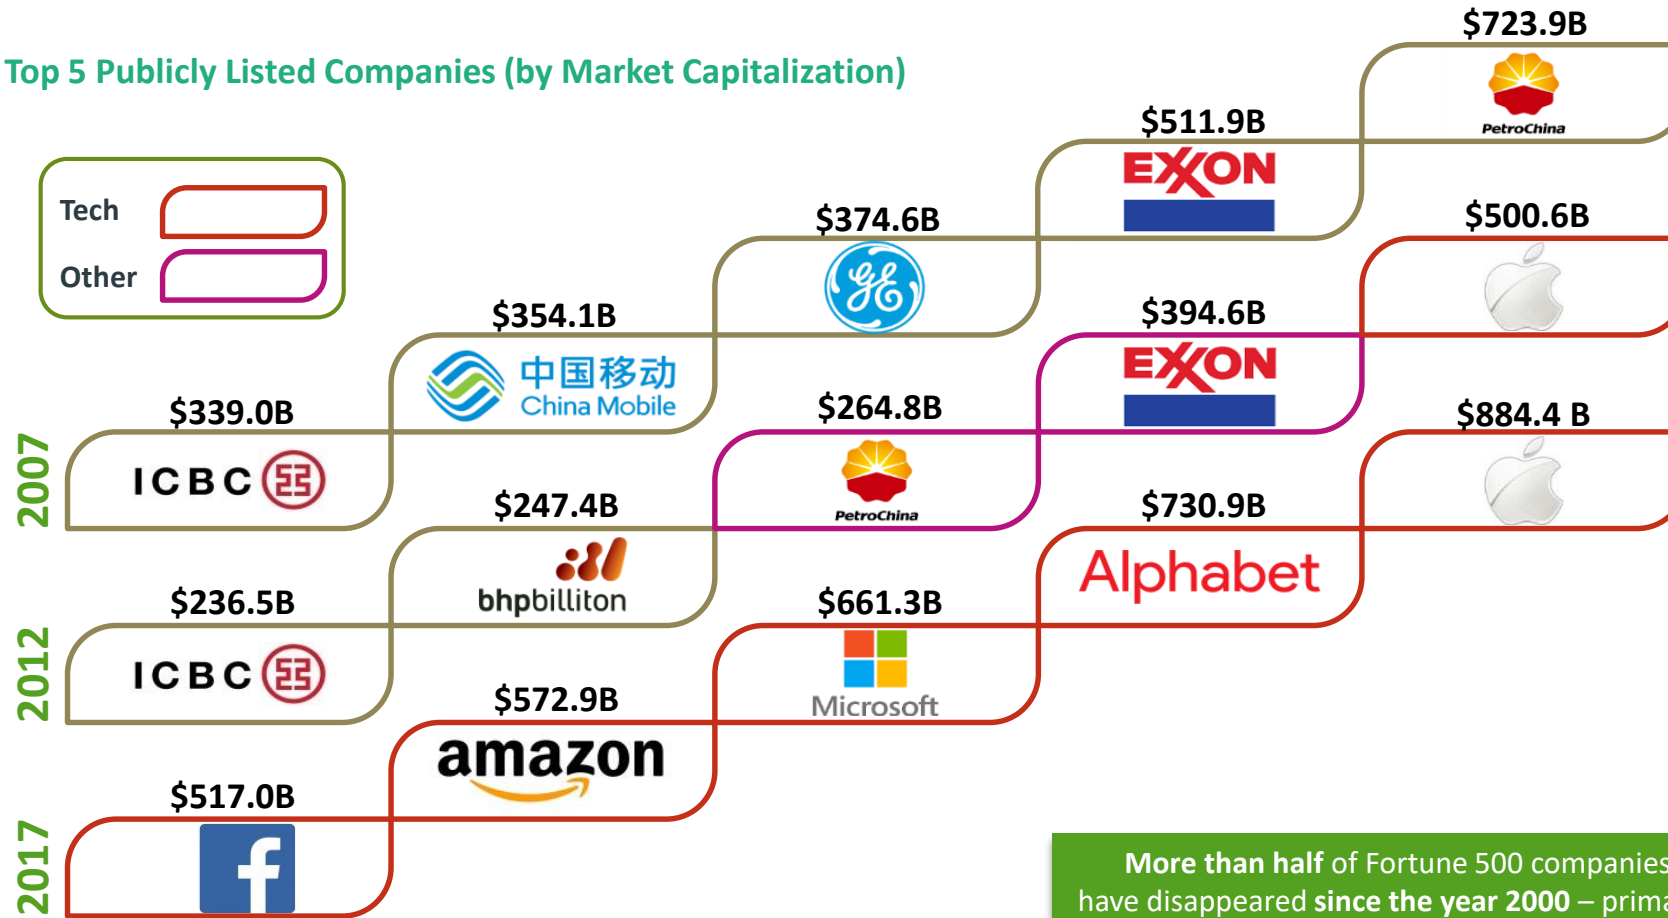 $723.9B
Top 5 Publicly Listed Companies (by Market Capitalization)
PetroChina
$511.9B
EXXON
Tech
Other
$374.6B
GE
$500.6B
$354.1B
中国移动
China Mobile
$394.6B
EXXON
2007
$339.0B
ICBC
$264.8B
PetroChina
$884.4 B
$247.4B
bhpbilliton
$730.9B
Alphabet
2012
$236.5B
ICBC
$661.3B
Microsoft
$572.9B
amazon
2017
$517.0B
f
More than half of Fortune 500 companies
have disappeared since the year 2000 – prima